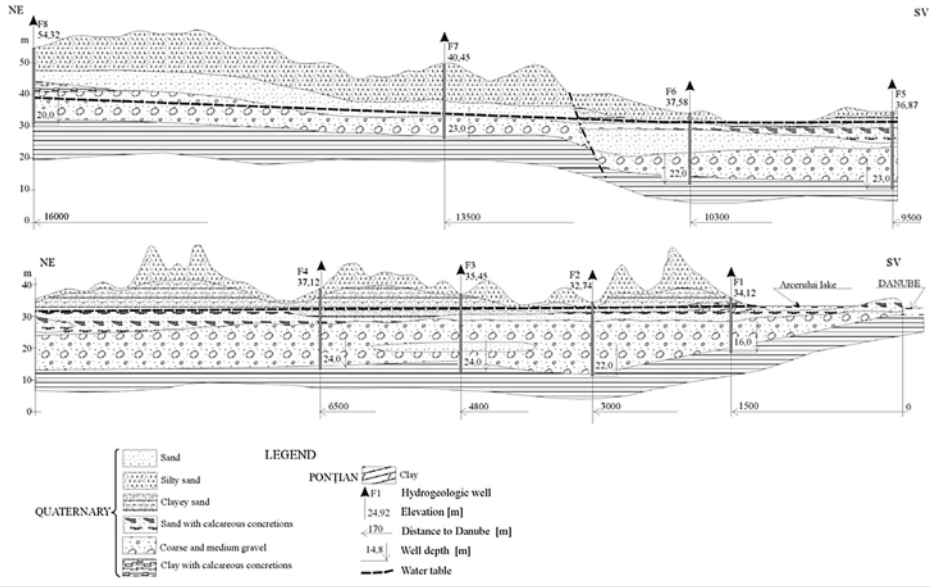 NE
SV
F8
54,32
m
50
40
30
20
10
0
20,0
F7
40,45
23,0
F6
37,58
22,0
F5
36,87
23,0
16000
13500
10300
9500
NE
SV
m
40
30
20
10
0
F4
37,12
24,0
F3
35,45
24,0
F2
32,74
22,0
F1
34,12
16,0
Arcerului lake
DANUBE
6500
4800
3000
1500
0
LEGEND
QUATERNARY
Sand
Silty sand
Clayey sand
Sand with calcareous concretions
Coarse and medium gravel
Clay with calcareous concretions
PONȚIAN
Clay
F1 Hydrogeologic well
24,92 Elevation [m]
170 Distance to Danube [m]
14,8 Well depth [m]
Water table